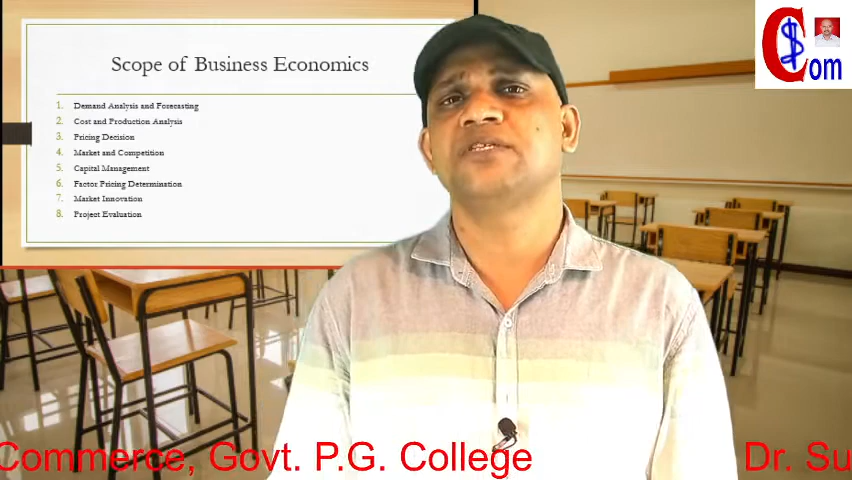 Scope of Business Economics
1. Demand Analysis and Forecasting
2. Cost and Production Analysis
3. Pricing Decision
4. Market and Competition
5. Capital Management
6. Factor Pricing Determination
7. Market Innovation
8. Project Evaluation
Com
Commerce, Govt. P.G. College Dr. Su